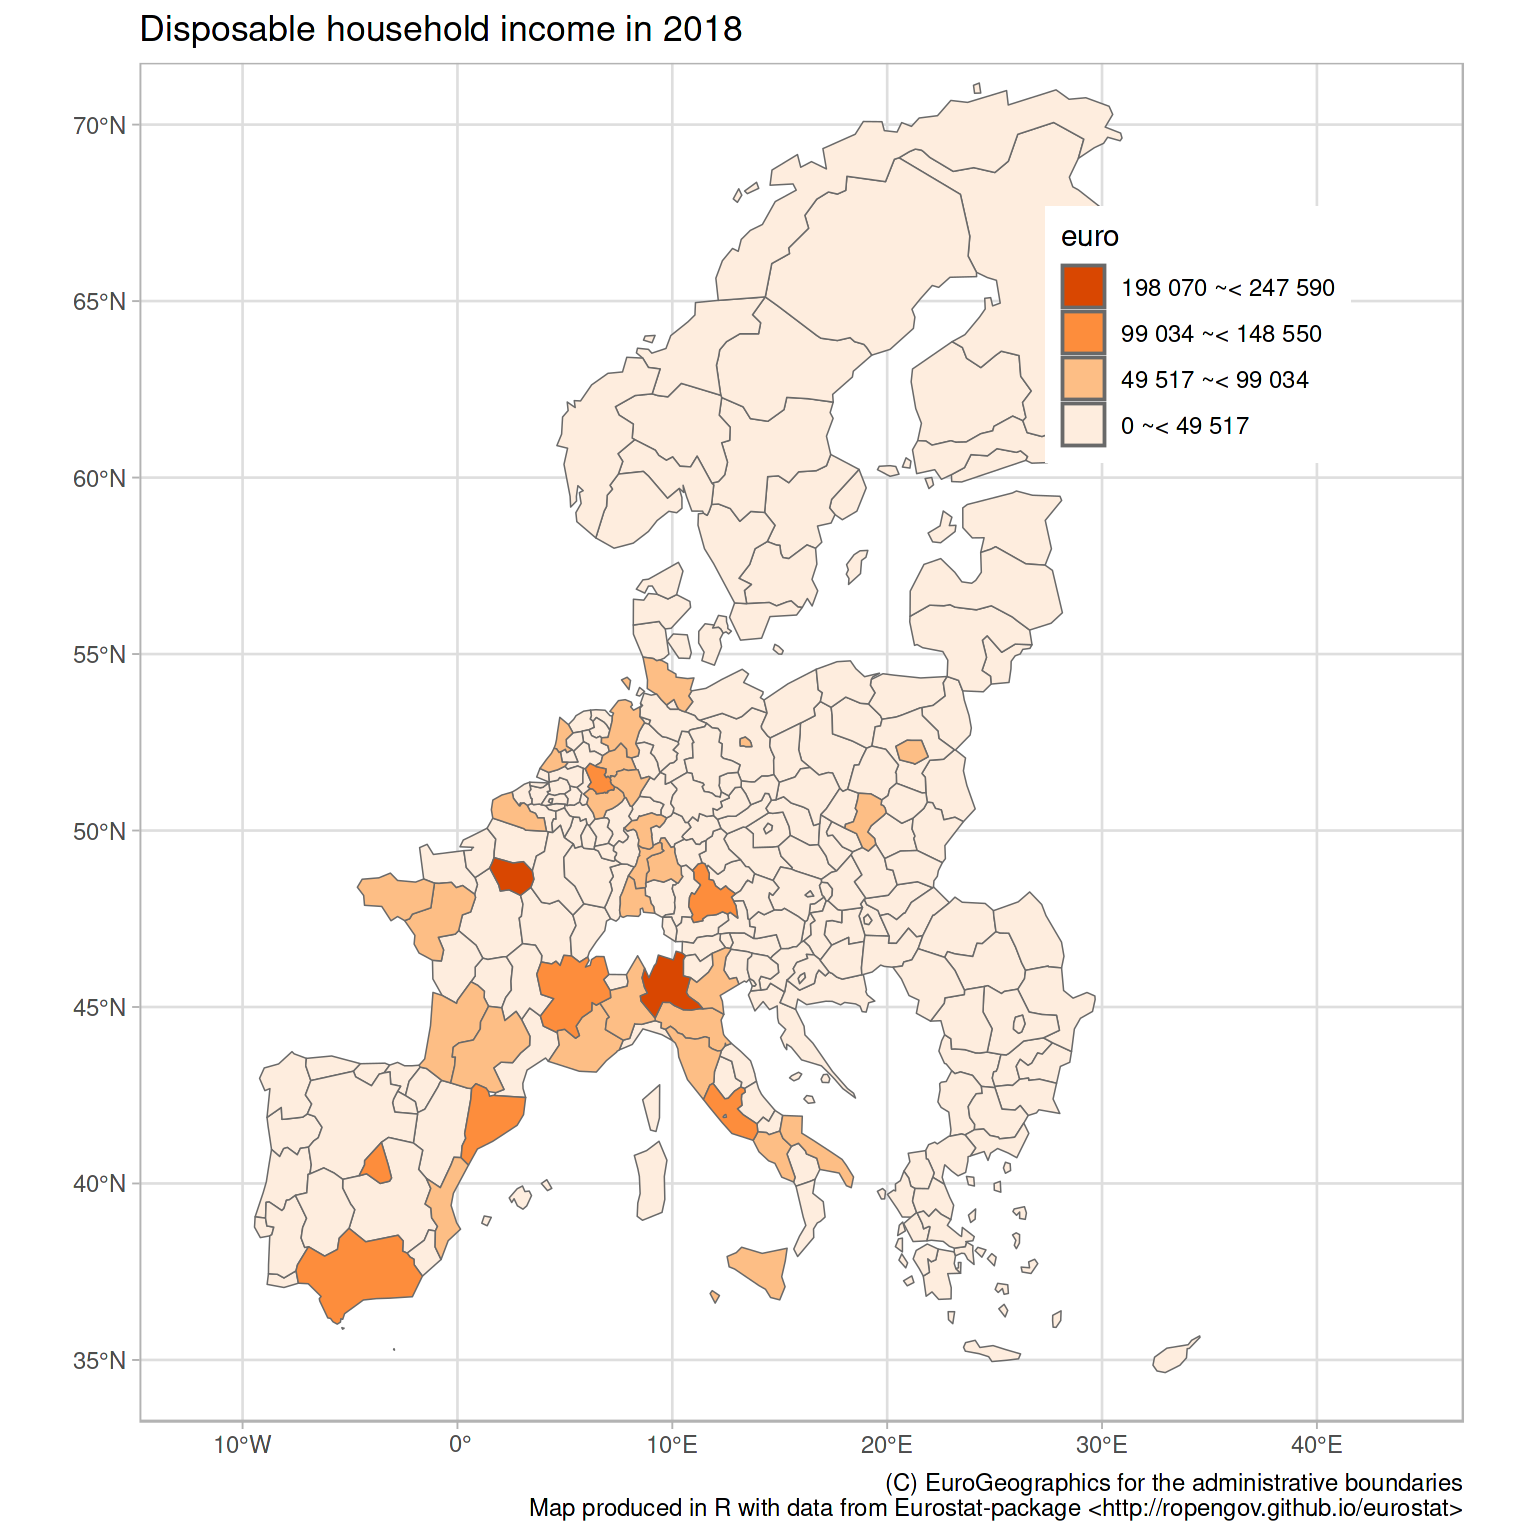 Disposable household income in 2018
70°N
65°N
60°N
55°N
50°N
45°N
40°N
35°N
euro
198 070 ~< 247 590
99 034 ~< 148 550
49 517 ~< 99 034
0 ~< 49 517
10°W
0°
10°E
20°E
30°E
40°E
(C) EuroGeographics for the administrative boundaries
Map produced in R with data from Eurostat-package <http://ropengov.github.io/eurostat>